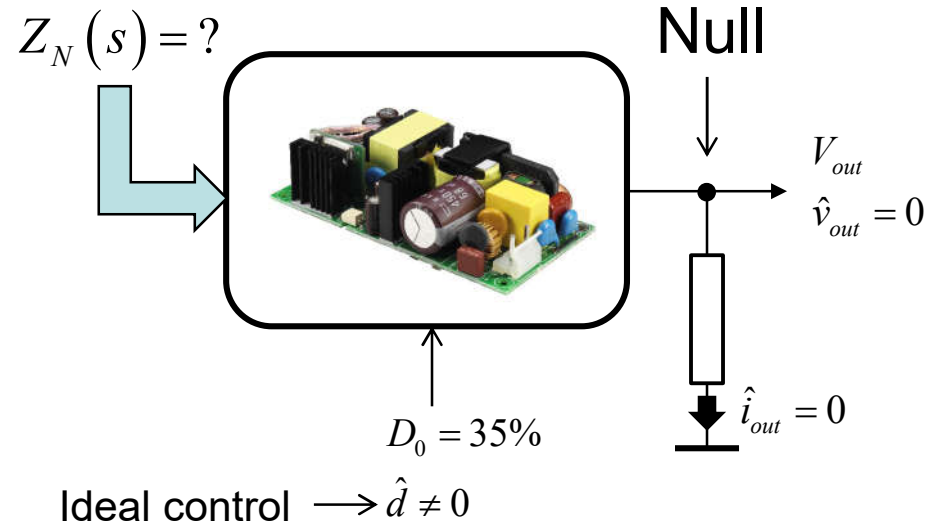 Z_N(s) = ?
Null
V_out
v̂_out = 0
î_out = 0
D_0 = 35%
Ideal control → d̂ ≠ 0